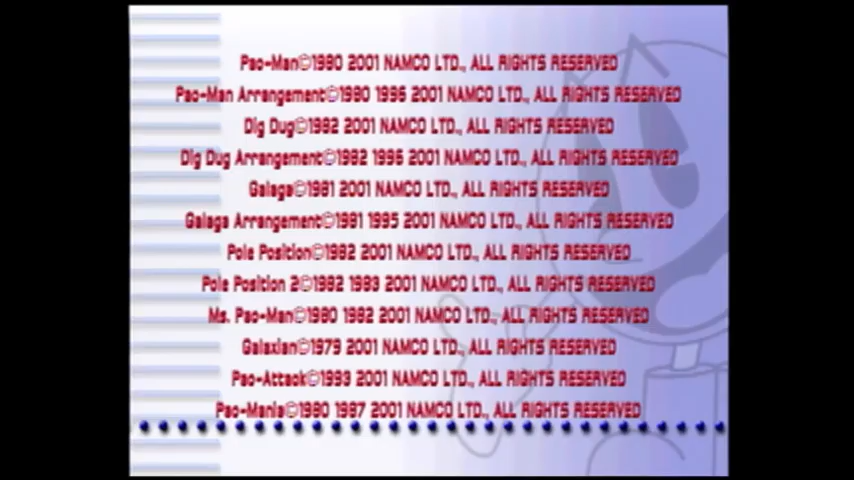 Pac-Man©1980 2001 NAMCO LTD., ALL RIGHTS RESERVED
Pac-Man Arrangement©1980 1996 2001 NAMCO LTD., ALL RIGHTS RESERVED
Dig Dug©1982 2001 NAMCO LTD., ALL RIGHTS RESERVED
Dig Dug Arrangement©1982 1996 2001 NAMCO LTD., ALL RIGHTS RESERVED
Galaga©1981 2001 NAMCO LTD., ALL RIGHTS RESERVED
Galaga Arrangement©1981 1995 2001 NAMCO LTD., ALL RIGHTS RESERVED
Pole Position©1982 2001 NAMCO LTD., ALL RIGHTS RESERVED
Pole Position 2©1982 1983 2001 NAMCO LTD., ALL RIGHTS RESERVED
Ms. Pac-Man©1980 1982 2001 NAMCO LTD., ALL RIGHTS RESERVED
Galaxian©1979 2001 NAMCO LTD., ALL RIGHTS RESERVED
Pac-Attack©1993 2001 NAMCO LTD., ALL RIGHTS RESERVED
Pac-Mania©1980 1987 2001 NAMCO LTD., ALL RIGHTS RESERVED